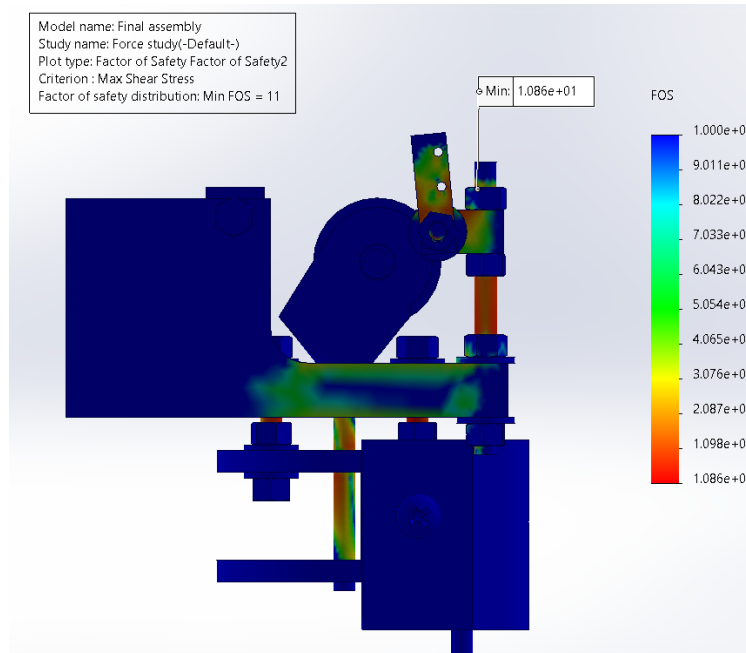 Model name: Final assembly
Study name: Force study(-Default-)
Plot type: Factor of Safety Factor of Safety2
Criterion : Max Shear Stress
Factor of safety distribution: Min FOS = 11
Min: 1.086e+01
FOS
1.000e+0
9.011e+0
8.022e+0
7.033e+0
6.043e+0
5.054e+0
4.065e+0
3.076e+0
2.087e+0
1.098e+0
1.086e+0